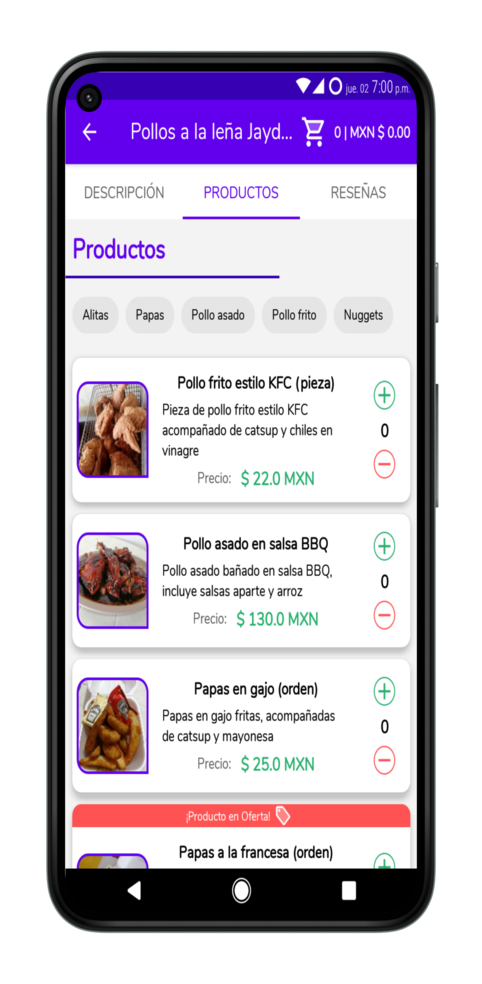 jue. 02 7:00 p.m.
Pollos a la leña Jayd... 0 | MXN $ 0.00
DESCRIPCIÓN PRODUCTOS RESEÑAS
Productos
Alitas Papas Pollo asado Pollo frito Nuggets
Pollo frito estilo KFC (pieza)
Pieza de pollo frito estilo KFC
acompañado de catsup y chiles en
vinagre
0
Precio: $ 22.0 MXN
Pollo asado en salsa BBQ
Pollo asado bañado en salsa BBQ,
incluye salsas aparte y arroz
0
Precio: $ 130.0 MXN
Papas en gajo (orden)
Papas en gajo fritas, acompañadas
de catsup y mayonesa
0
Precio: $ 25.0 MXN
¡Producto en Oferta!
Papas a la francesa (orden)